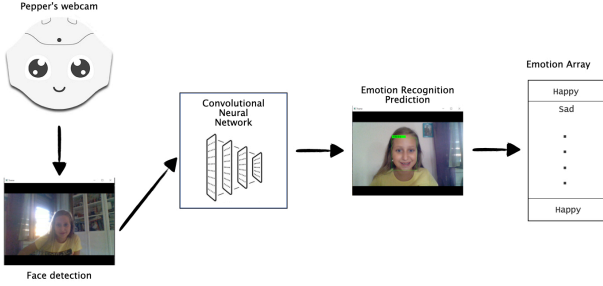 Pepper's webcam
Face detection
Convolutional
Neural
Network
Emotion Recognition
Prediction
Emotion Array
Happy
Sad
Happy